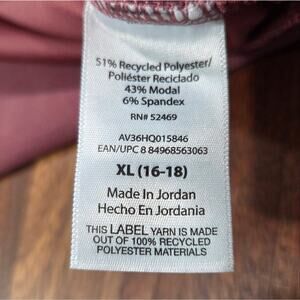 51% Recycled Polyester/
Poliéster Reciclado
43% Modal
6% Spandex
RN# 52469
AV36HQ015846
EAN/UPC 8 84968563063
XL (16-18)
Made In Jordan
Hecho En Jordania
THIS LABEL YARN IS MADE
OUT OF 100% RECYCLED
POLYESTER MATERIALS